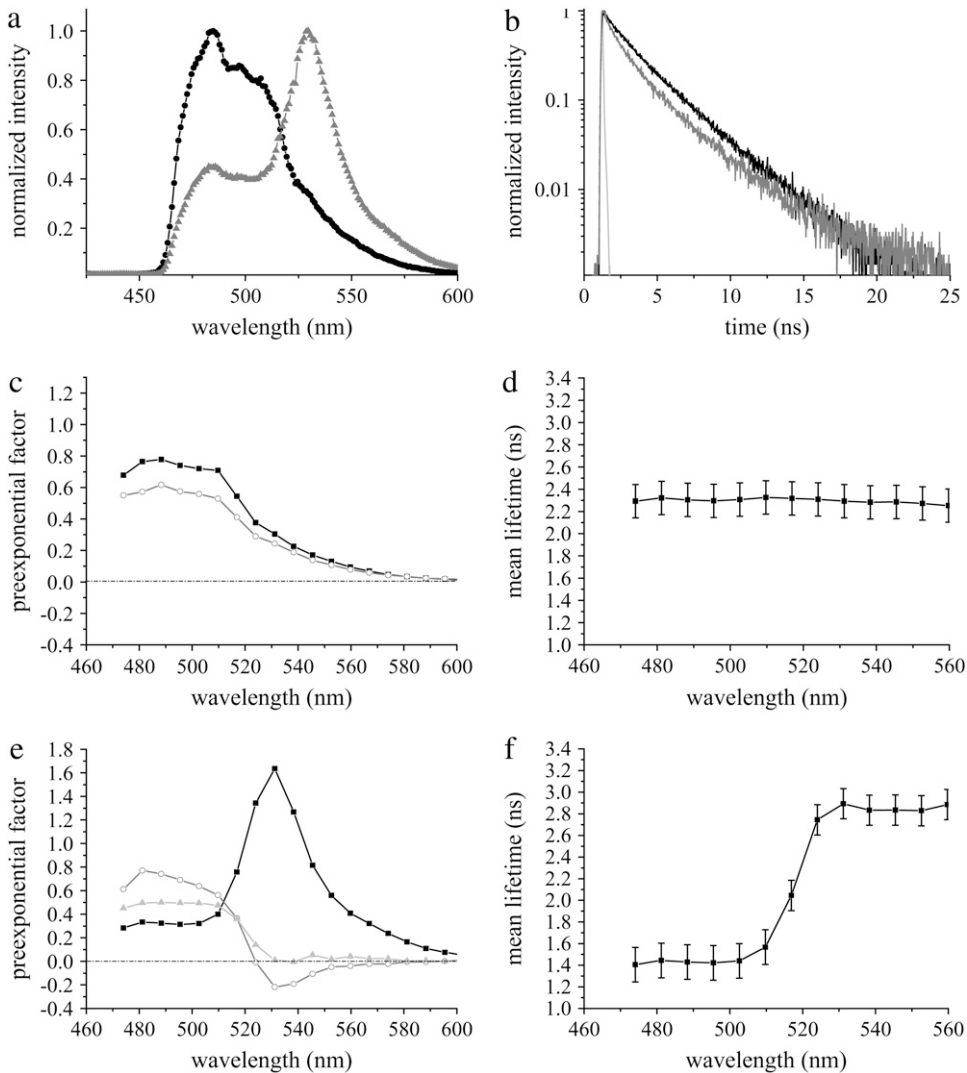 a
1.0
0.8
0.6
0.4
0.2
normalized intensity
450 500 550 600
wavelength (nm)
b
1
0.1
0.01
normalized intensity
0 5 10 15 20 25
time (ns)
c
1.2
1.0
0.8
0.6
0.4
0.2
0.0
-0.2
-0.4
preexponential factor
460 480 500 520 540 560 580 600
wavelength (nm)
d
3.4
3.2
3.0
2.8
2.6
2.4
2.2
2.0
1.8
1.6
1.4
1.2
1.0
mean lifetime (ns)
460 480 500 520 540 560
wavelength (nm)
e
1.8
1.6
1.4
1.2
1.0
0.8
0.6
0.4
0.2
0.0
-0.2
-0.4
preexponential factor
460 480 500 520 540 560 580 600
wavelength (nm)
f
3.4
3.2
3.0
2.8
2.6
2.4
2.2
2.0
1.8
1.6
1.4
1.2
1.0
mean lifetime (ns)
460 480 500 520 540 560
wavelength (nm)